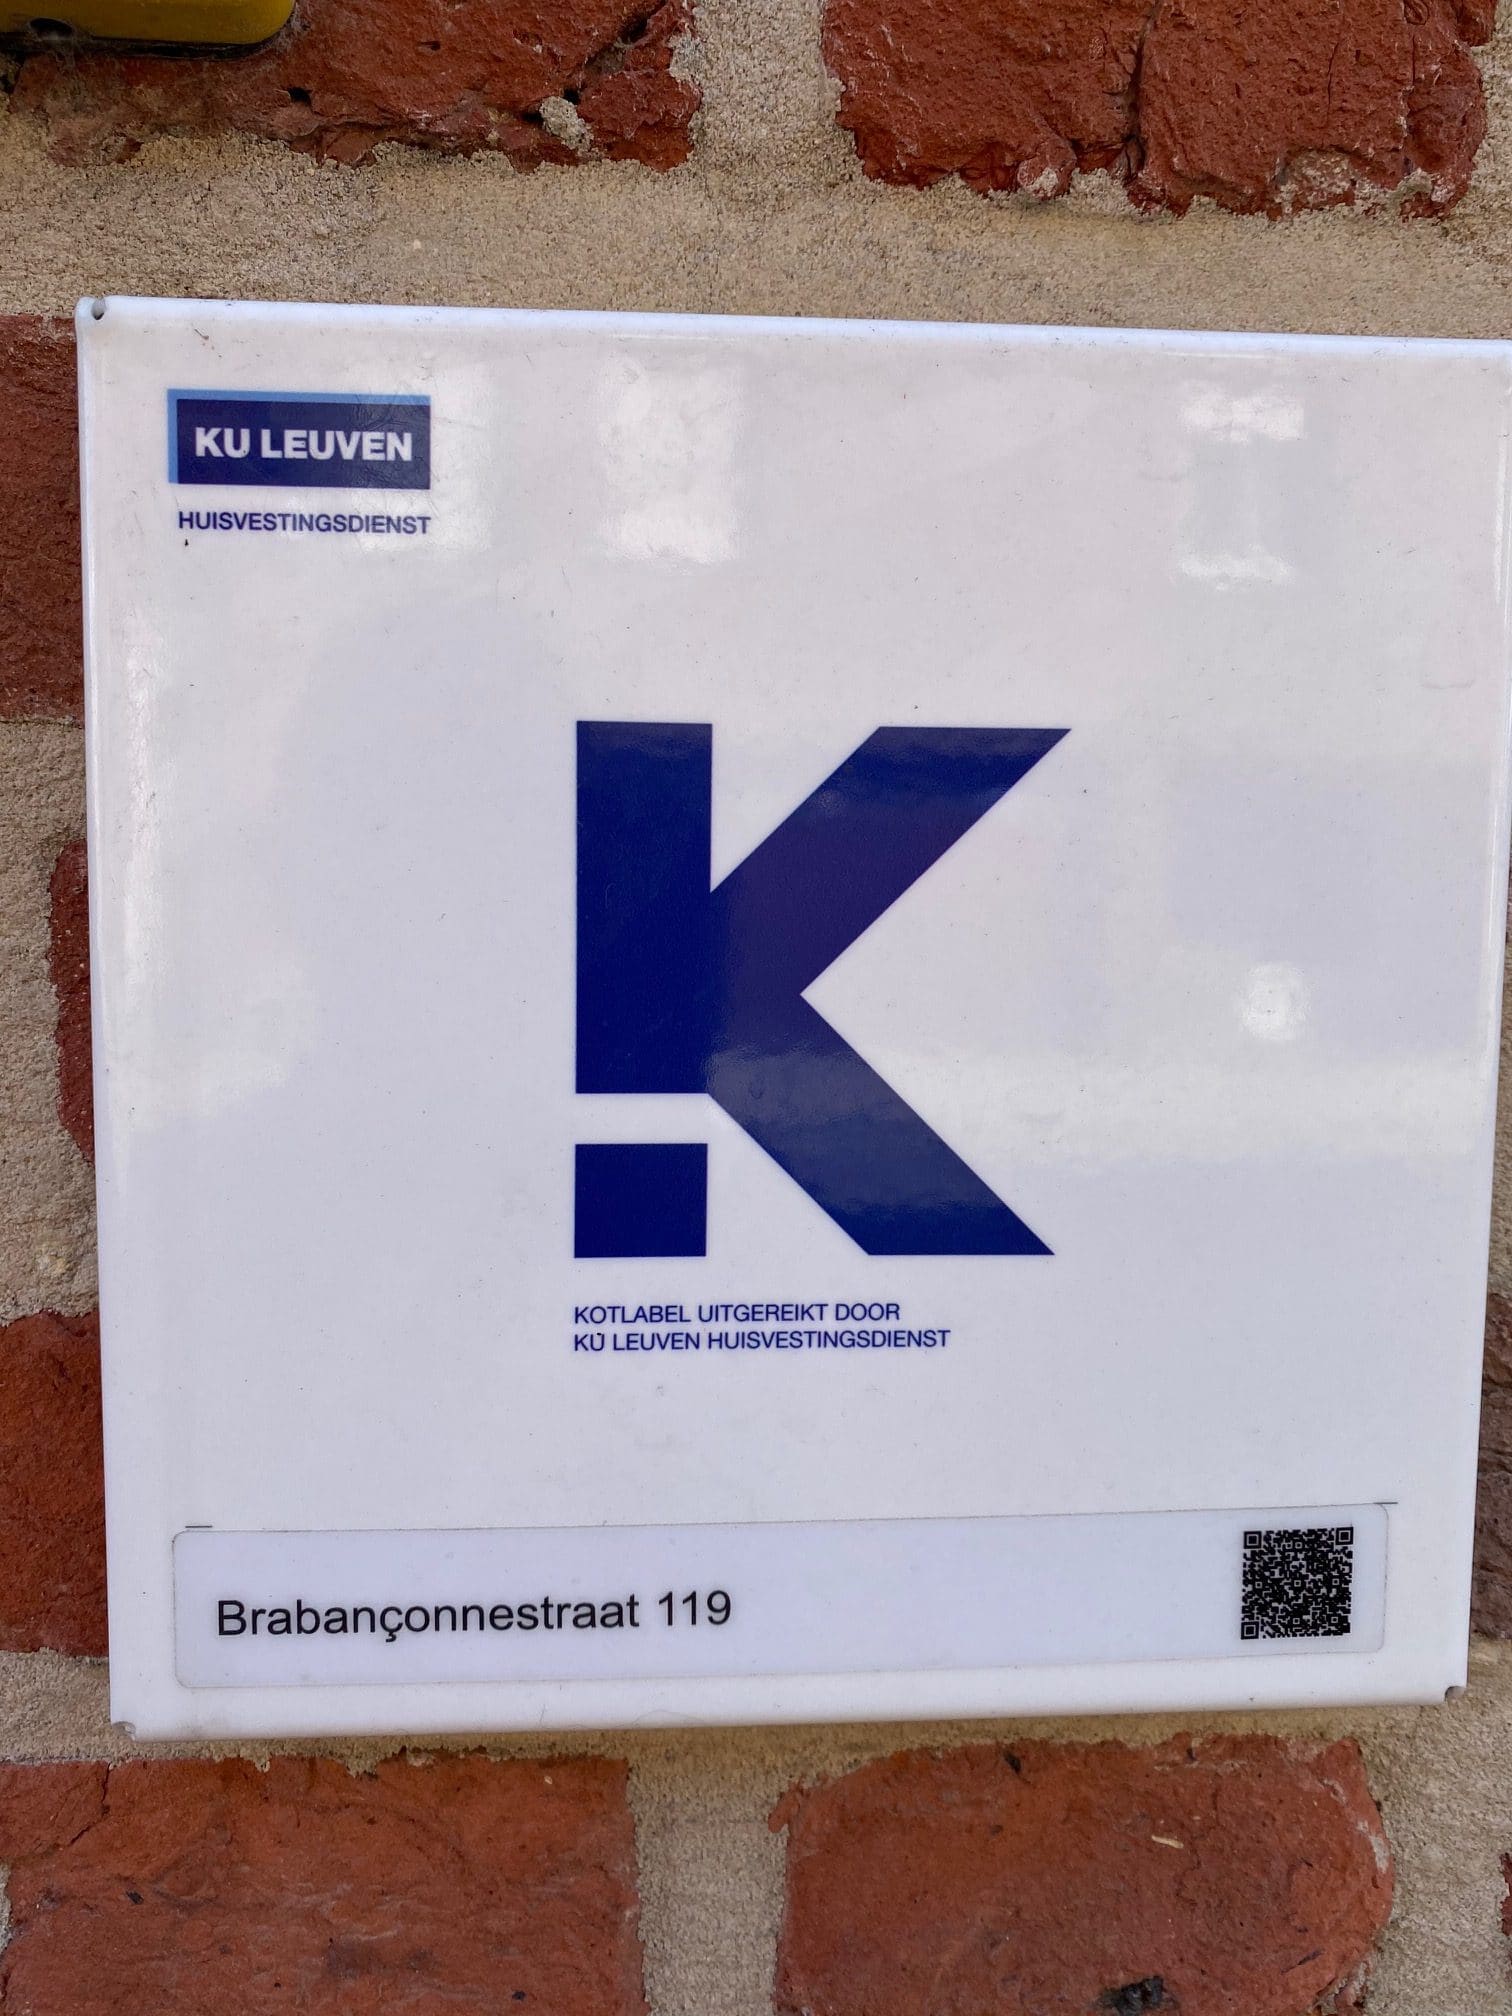 KU LEUVEN
HUISVESTINGSDIENST
K
KOTLABEL UITGEREIKT DOOR
KU LEUVEN HUISVESTINGSDIENST
Brabançonnestraat 119